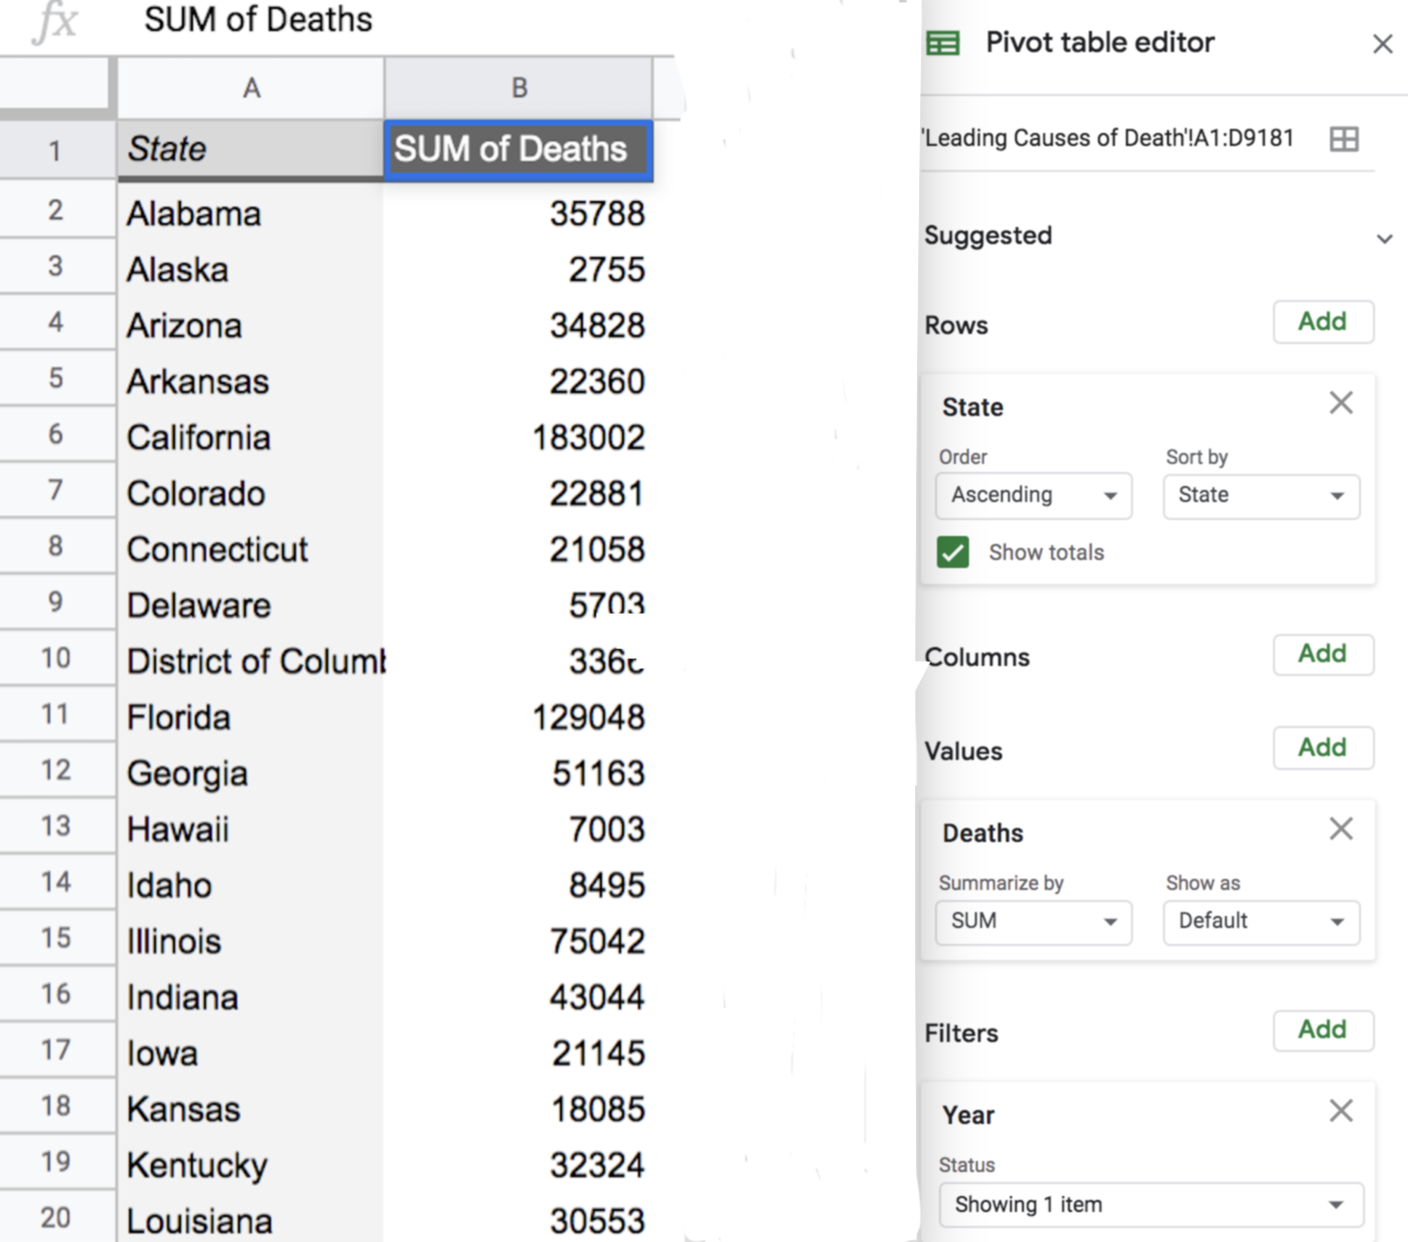 fx SUM of Deaths
A B
1 State SUM of Deaths
2 Alabama 35788
3 Alaska 2755
4 Arizona 34828
5 Arkansas 22360
6 California 183002
7 Colorado 22881
8 Connecticut 21058
9 Delaware 5703
10 District of Columb
11 Florida 129048
12 Georgia 51163
13 Hawaii 7003
14 Idaho 8495
15 Illinois 75042
16 Indiana 43044
17 Iowa 21145
18 Kansas 18085
19 Kentucky 32324
20 Louisiana 30553
Pivot table editor
'Leading Causes of Death'!A1:D9181
Suggested
Rows Add
State
Order Sort by
Ascending State
Show totals
Columns Add
Values Add
Deaths
Summarize by Show as
SUM Default
Filters Add
Year
Status
Showing 1 item